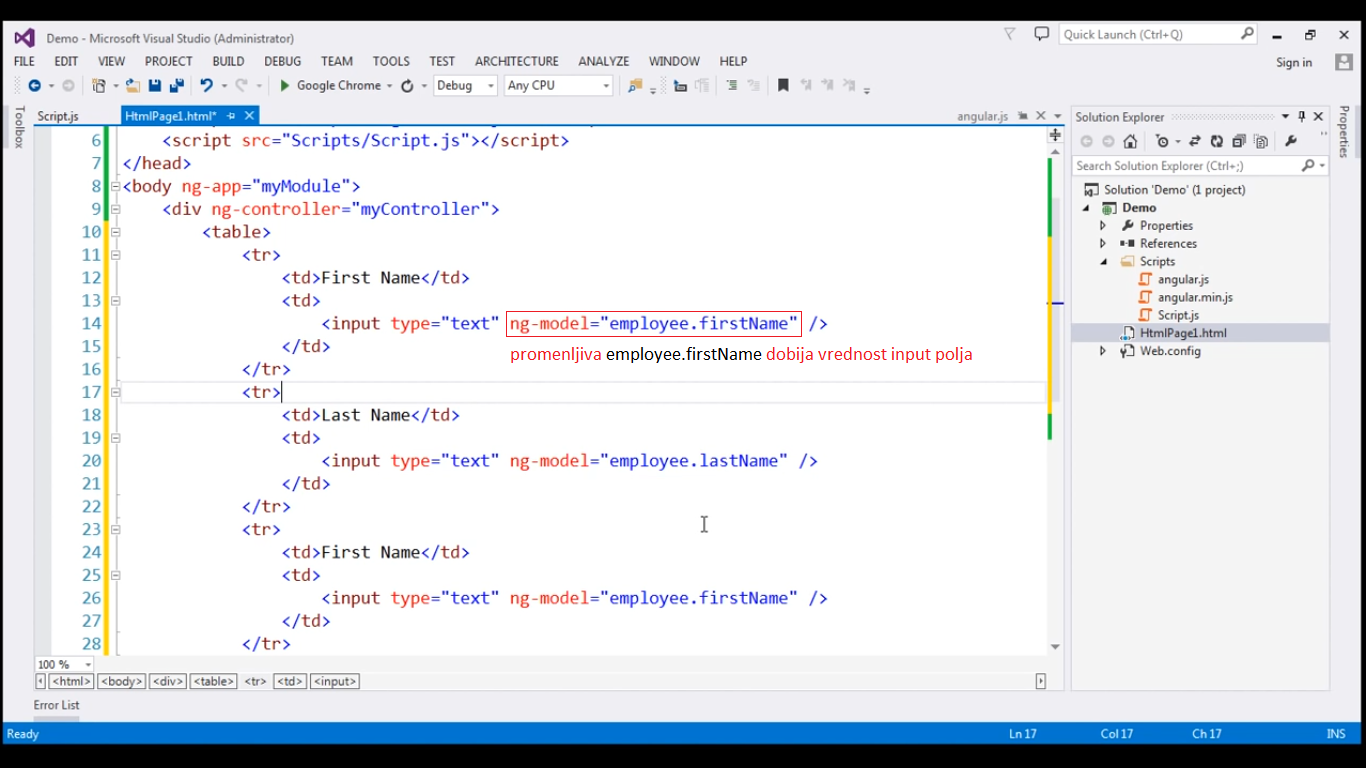 Demo - Microsoft Visual Studio (Administrator)
Quick Launch (Ctrl+Q)
FILE EDIT VIEW PROJECT BUILD DEBUG TEAM TOOLS TEST ARCHITECTURE ANALYZE WINDOW HELP
Sign in
Google Chrome Debug Any CPU
Toolbox
Script.js HtmlPage1.html* angular.js
6 <script src="Scripts/Script.js"></script>
7 </head>
8 <body ng-app="myModule">
9 <div ng-controller="myController">
10 <table>
11 <tr>
12 <td>First Name</td>
13 <td>
14 <input type="text" ng-model="employee.firstName" />
promenljiva employee.firstName dobija vrednost input polja
15 </td>
16 </tr>
17 <tr>
18 <td>Last Name</td>
19 <td>
20 <input type="text" ng-model="employee.lastName" />
21 </td>
22 </tr>
23 <tr>
24 <td>First Name</td>
25 <td>
26 <input type="text" ng-model="employee.firstName" />
27 </td>
28 </tr>
100 %
<html> <body> <div> <table> <tr> <td> <input>
Error List
Solution Explorer
Search Solution Explorer (Ctrl+;)
Solution 'Demo' (1 project)
Demo
Properties
References
Scripts
angular.js
angular.min.js
Script.js
HtmlPage1.html
Web.config
Properties
Ready Ln 17 Col 17 Ch 17 INS